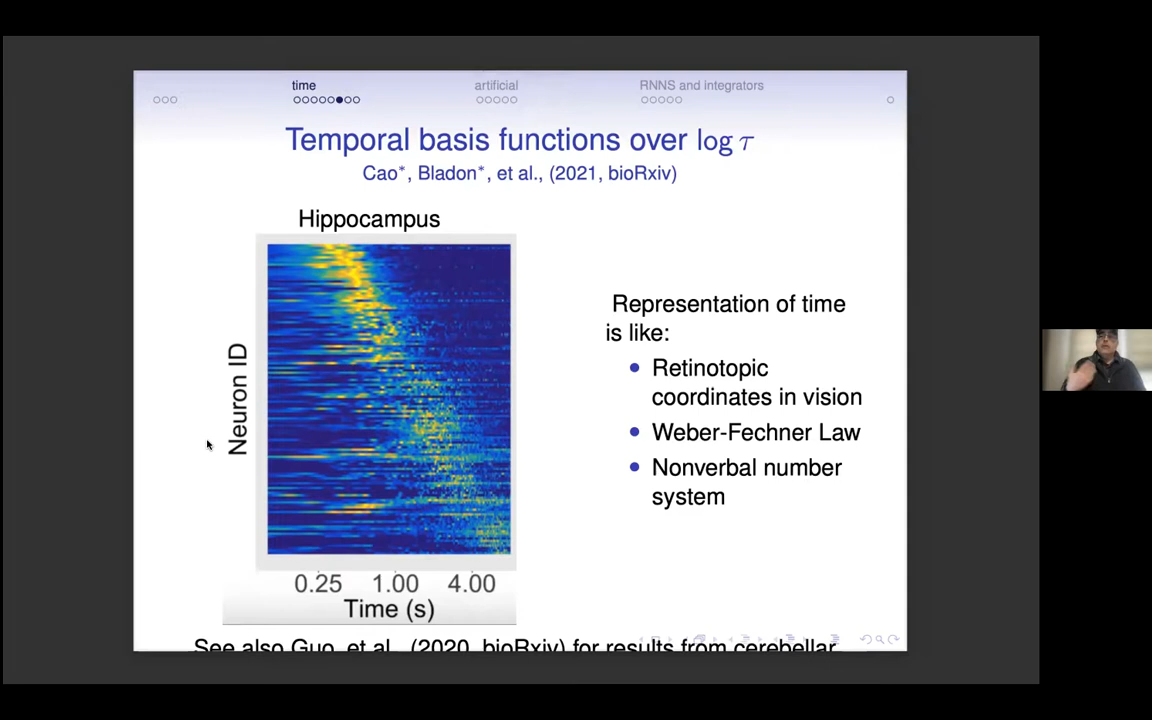 time artificial RNNS and integrators
Temporal basis functions over log τ
Cao*, Bladon*, et al., (2021, bioRxiv)
Hippocampus
Neuron ID
0.25 1.00 4.00
Time (s)
Representation of time
is like:
Retinotopic
coordinates in vision
Weber-Fechner Law
Nonverbal number
system
See also Guo, et al., (2020, bioRxiv) for results from cerebellar